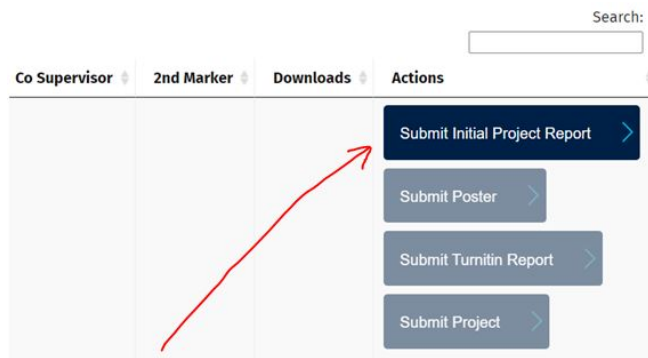 Search:
Co Supervisor 2nd Marker Downloads Actions
Submit Initial Project Report
Submit Poster
Submit Turnitin Report
Submit Project